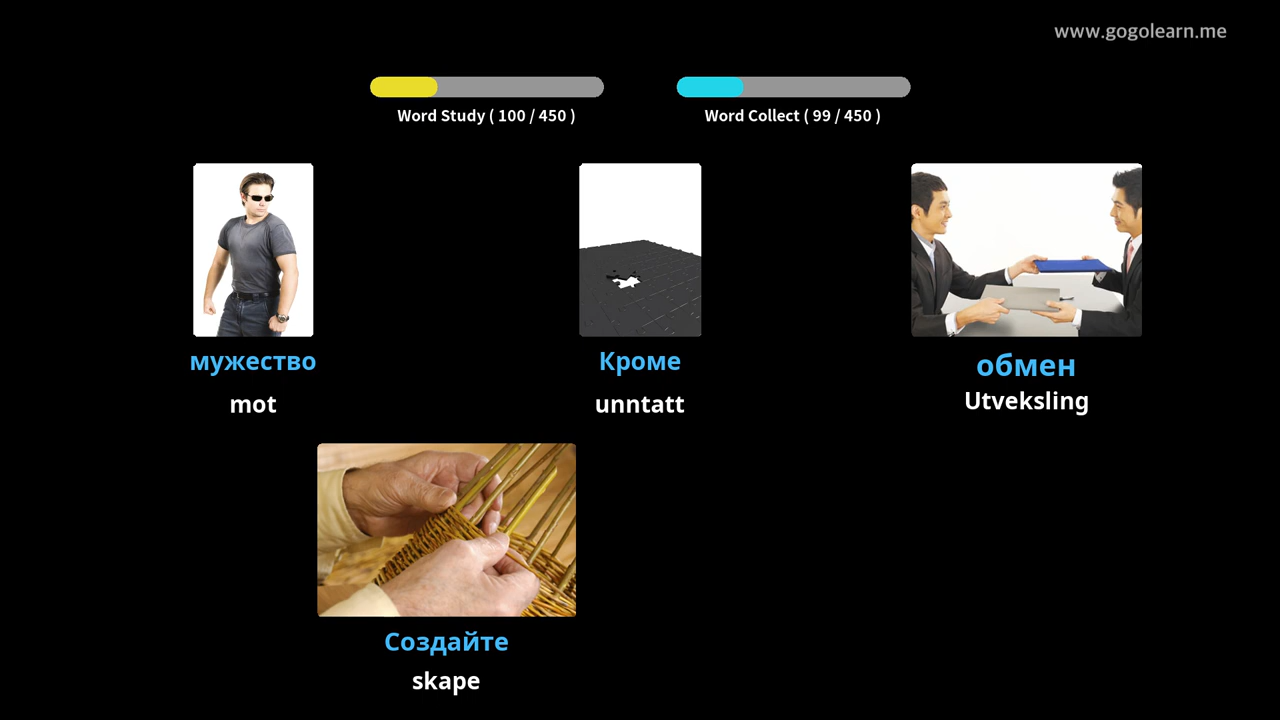 www.gogolearn.me
Word Study ( 100 / 450 )
Word Collect ( 99 / 450 )
мужество
mot
Кроме
unntatt
обмен
Utveksling
Создайте
skape